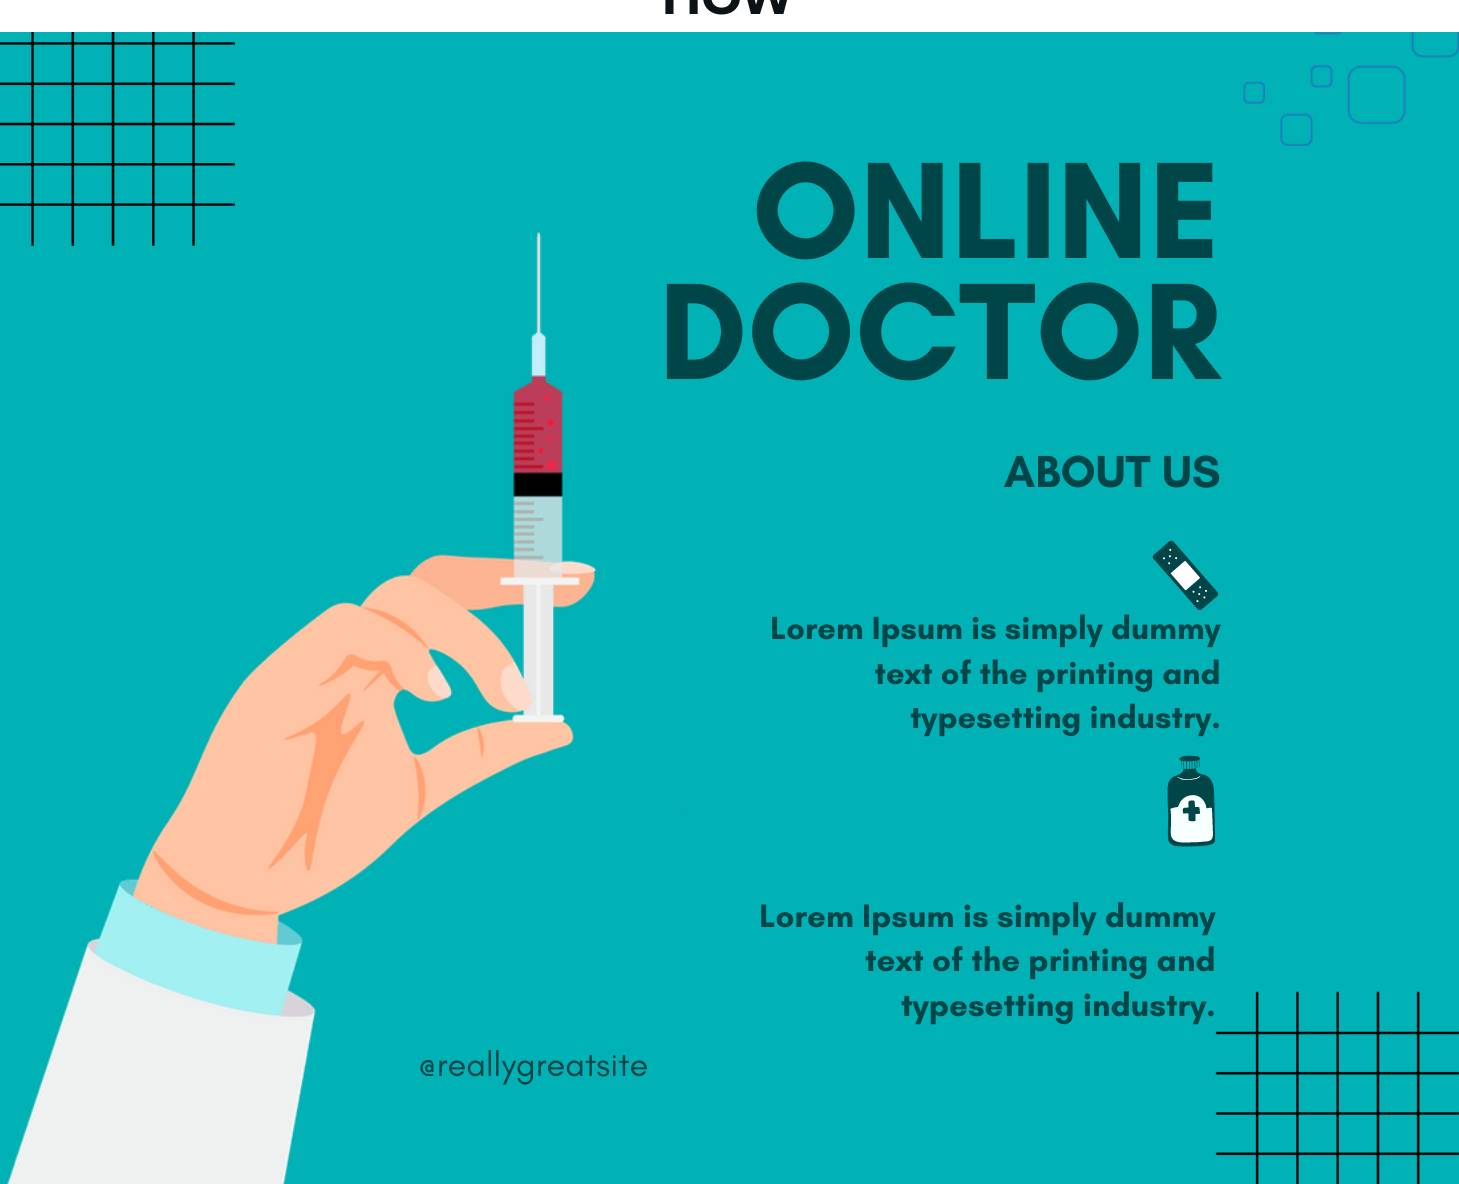 ONLINE
DOCTOR
ABOUT US
Lorem Ipsum is simply dummy
text of the printing and
typesetting industry.
Lorem Ipsum is simply dummy
text of the printing and
typesetting industry.
@reallygreatsite